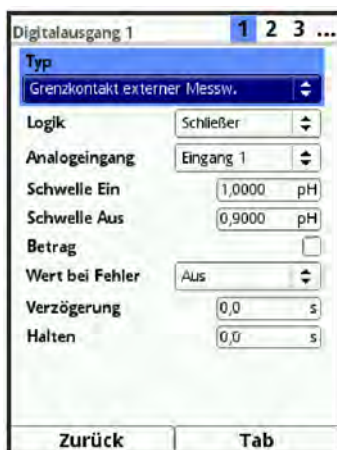 Digitalausgang 1 1 2 3 ...
Typ
Grenzkontakt externer Messw.
Logik Schließer
Analogeingang Eingang 1
Schwelle Ein 1,0000 pH
Schwelle Aus 0,9000 pH
Betrag
Wert bei Fehler Aus
Verzögerung 0,0 s
Halten 0,0 s
Zurück Tab